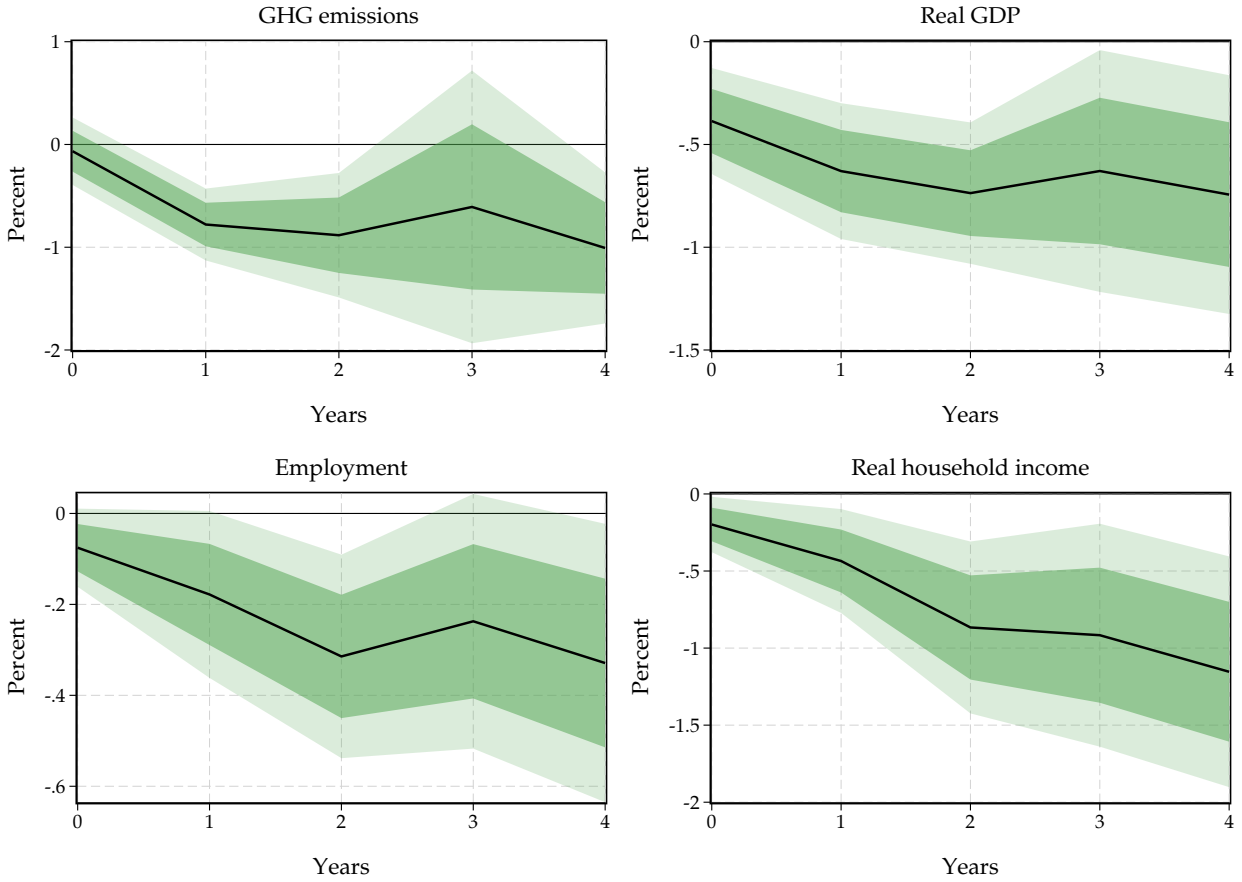 GHG emissions
Percent
1
0
-1
-2
0 1 2 3 4
Years
Real GDP
Percent
0
-.5
-1
-1.5
0 1 2 3 4
Years
Employment
Percent
0
-.2
-.4
-.6
0 1 2 3 4
Years
Real household income
Percent
0
-.5
-1
-1.5
-2
0 1 2 3 4
Years